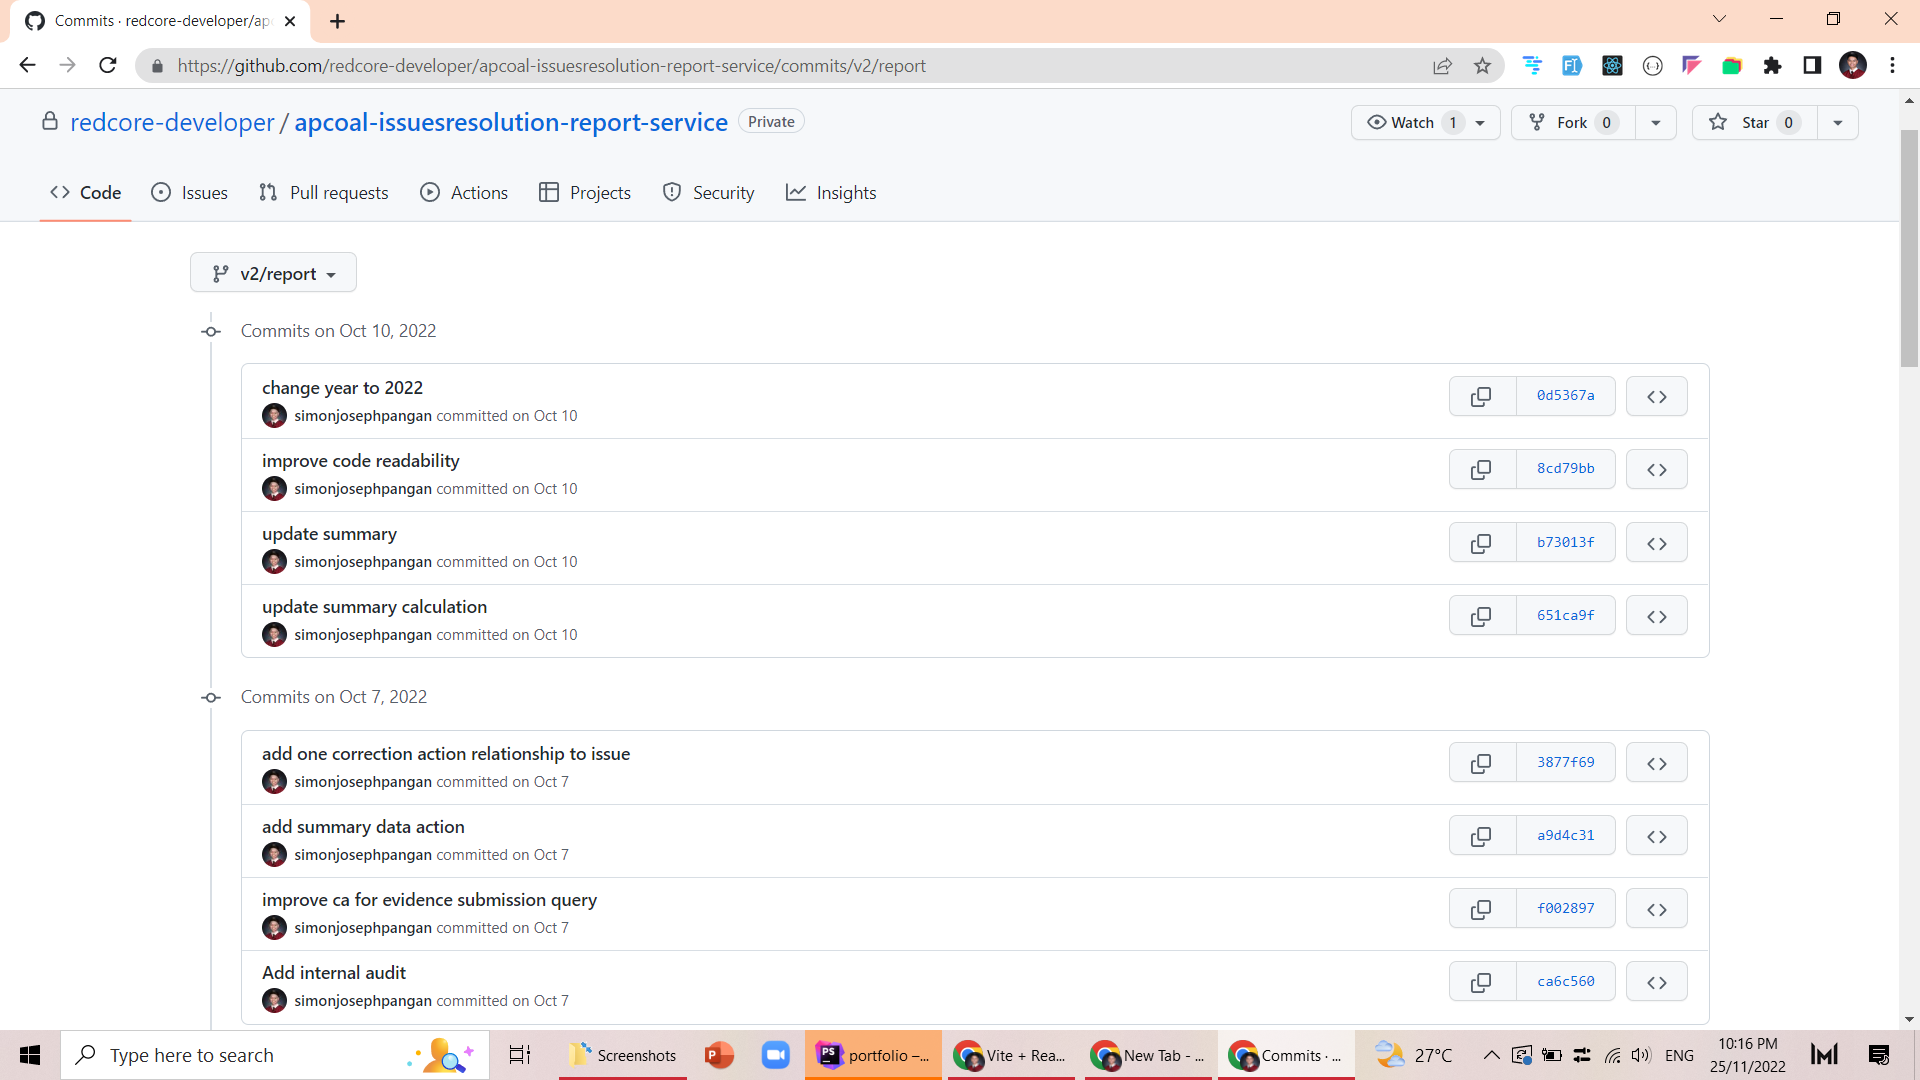 Commits · redcore-developer/ap
https://github.com/redcore-developer/apcoal-issuesresolution-report-service/commits/v2/report
redcore-developer / apcoal-issuesresolution-report-service Private
Watch 1 Fork 0 Star 0
Code Issues Pull requests Actions Projects Security Insights
v2/report
Commits on Oct 10, 2022
change year to 2022
simonjosephpangan committed on Oct 10
0d5367a
improve code readability
simonjosephpangan committed on Oct 10
8cd79bb
update summary
simonjosephpangan committed on Oct 10
b73013f
update summary calculation
simonjosephpangan committed on Oct 10
651ca9f
Commits on Oct 7, 2022
add one correction action relationship to issue
simonjosephpangan committed on Oct 7
3877f69
add summary data action
simonjosephpangan committed on Oct 7
a9d4c31
improve ca for evidence submission query
simonjosephpangan committed on Oct 7
f002897
Add internal audit
simonjosephpangan committed on Oct 7
ca6c560
Type here to search
Screenshots
portfolio –...
Vite + Rea...
New Tab - ...
Commits · ...
27°C
ENG
10:16 PM
25/11/2022